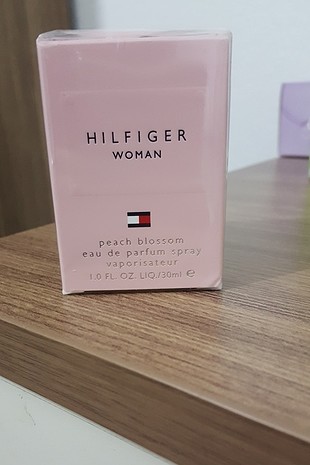 HILFIGER
WOMAN
peach blossom
eau de parfum spray
vaporisateur
1.0 FL. OZ. LIQ./30ml ℮